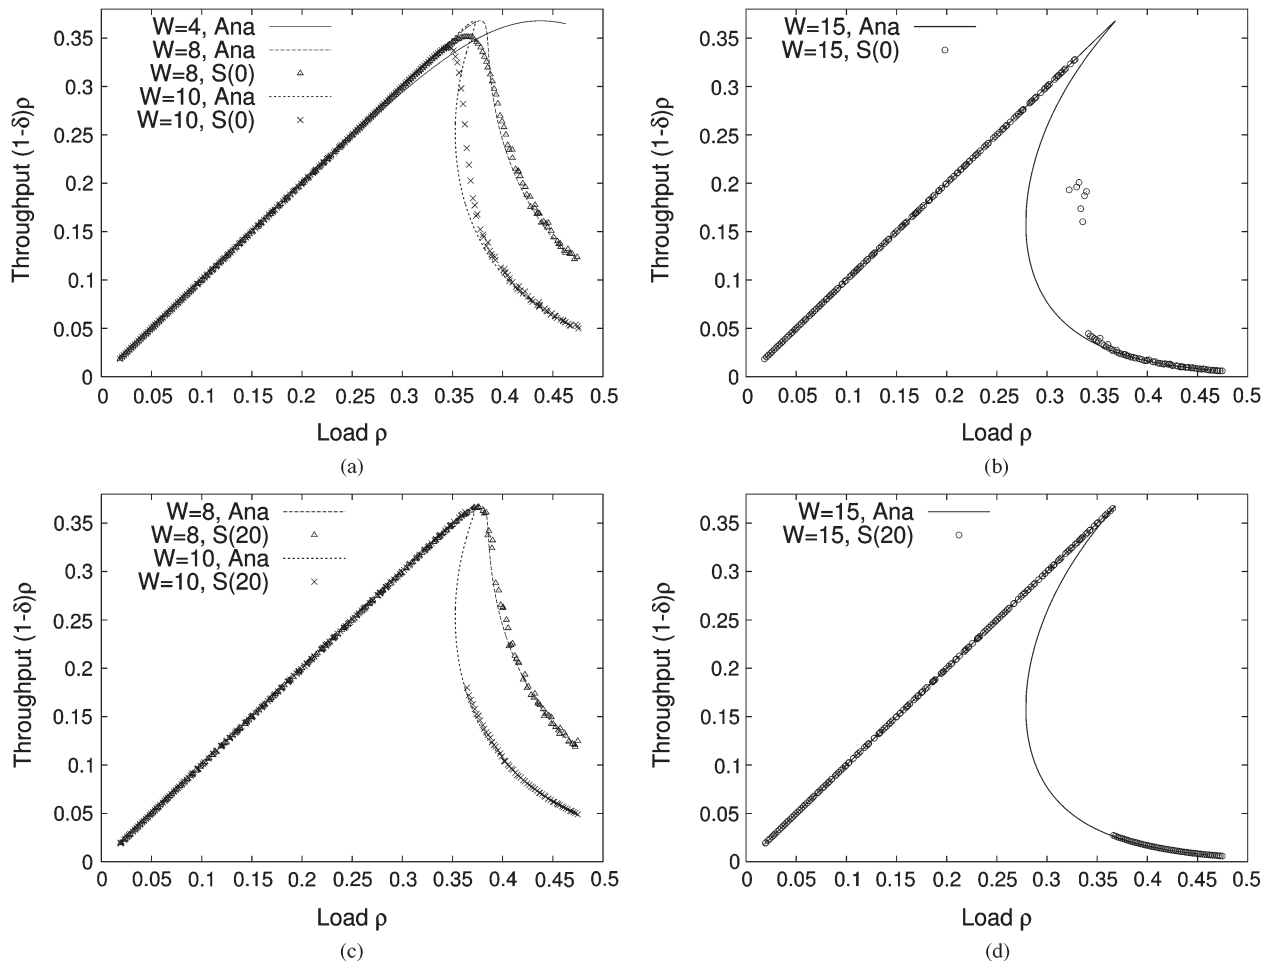 W=4, Ana
W=8, Ana
W=8, S(0)
W=10, Ana
W=10, S(0)
Throughput (1-δ)ρ
0.35
0.3
0.25
0.2
0.15
0.1
0.05
0
0 0.05 0.1 0.15 0.2 0.25 0.3 0.35 0.4 0.45 0.5
Load ρ
(a)
W=15, Ana
W=15, S(0)
Throughput (1-δ)ρ
0.35
0.3
0.25
0.2
0.15
0.1
0.05
0
0 0.05 0.1 0.15 0.2 0.25 0.3 0.35 0.4 0.45 0.5
Load ρ
(b)
W=8, Ana
W=8, S(20)
W=10, Ana
W=10, S(20)
Throughput (1-δ)ρ
0.35
0.3
0.25
0.2
0.15
0.1
0.05
0
0 0.05 0.1 0.15 0.2 0.25 0.3 0.35 0.4 0.45 0.5
Load ρ
(c)
W=15, Ana
W=15, S(20)
Throughput (1-δ)ρ
0.35
0.3
0.25
0.2
0.15
0.1
0.05
0
0 0.05 0.1 0.15 0.2 0.25 0.3 0.35 0.4 0.45 0.5
Load ρ
(d)